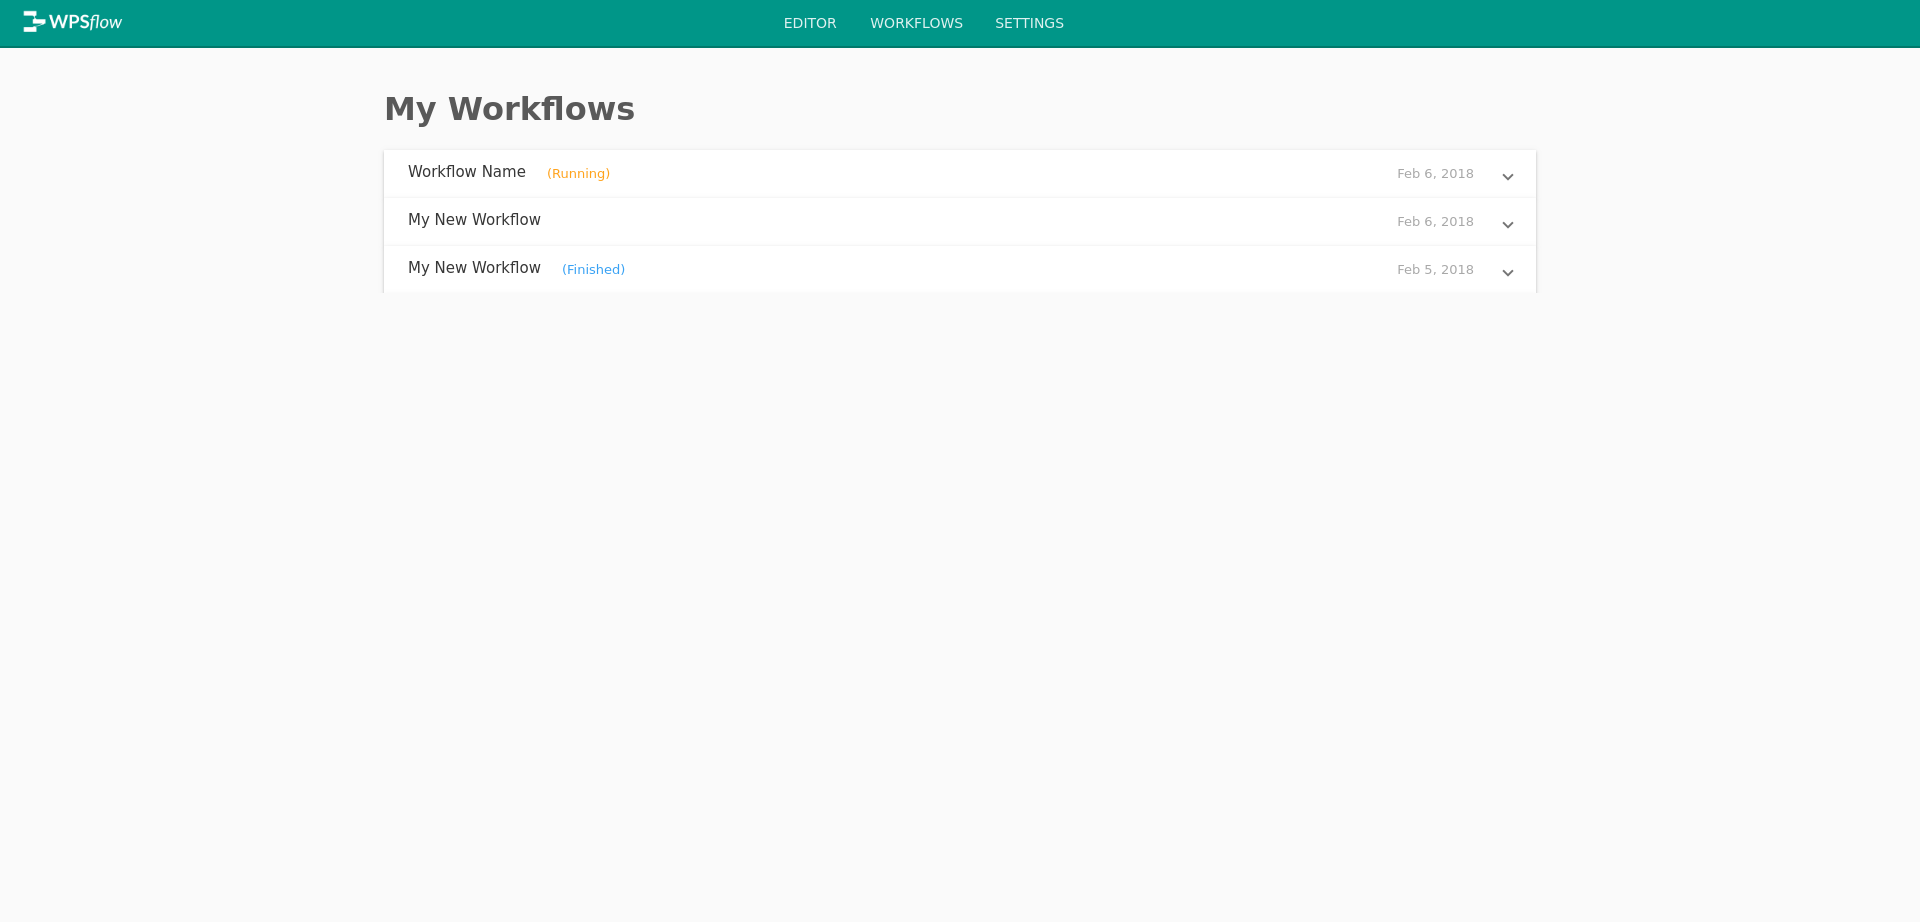 WPSflow EDITOR WORKFLOWS SETTINGS
My Workflows
Workflow Name (Running) Feb 6, 2018
My New Workflow Feb 6, 2018
My New Workflow (Finished) Feb 5, 2018